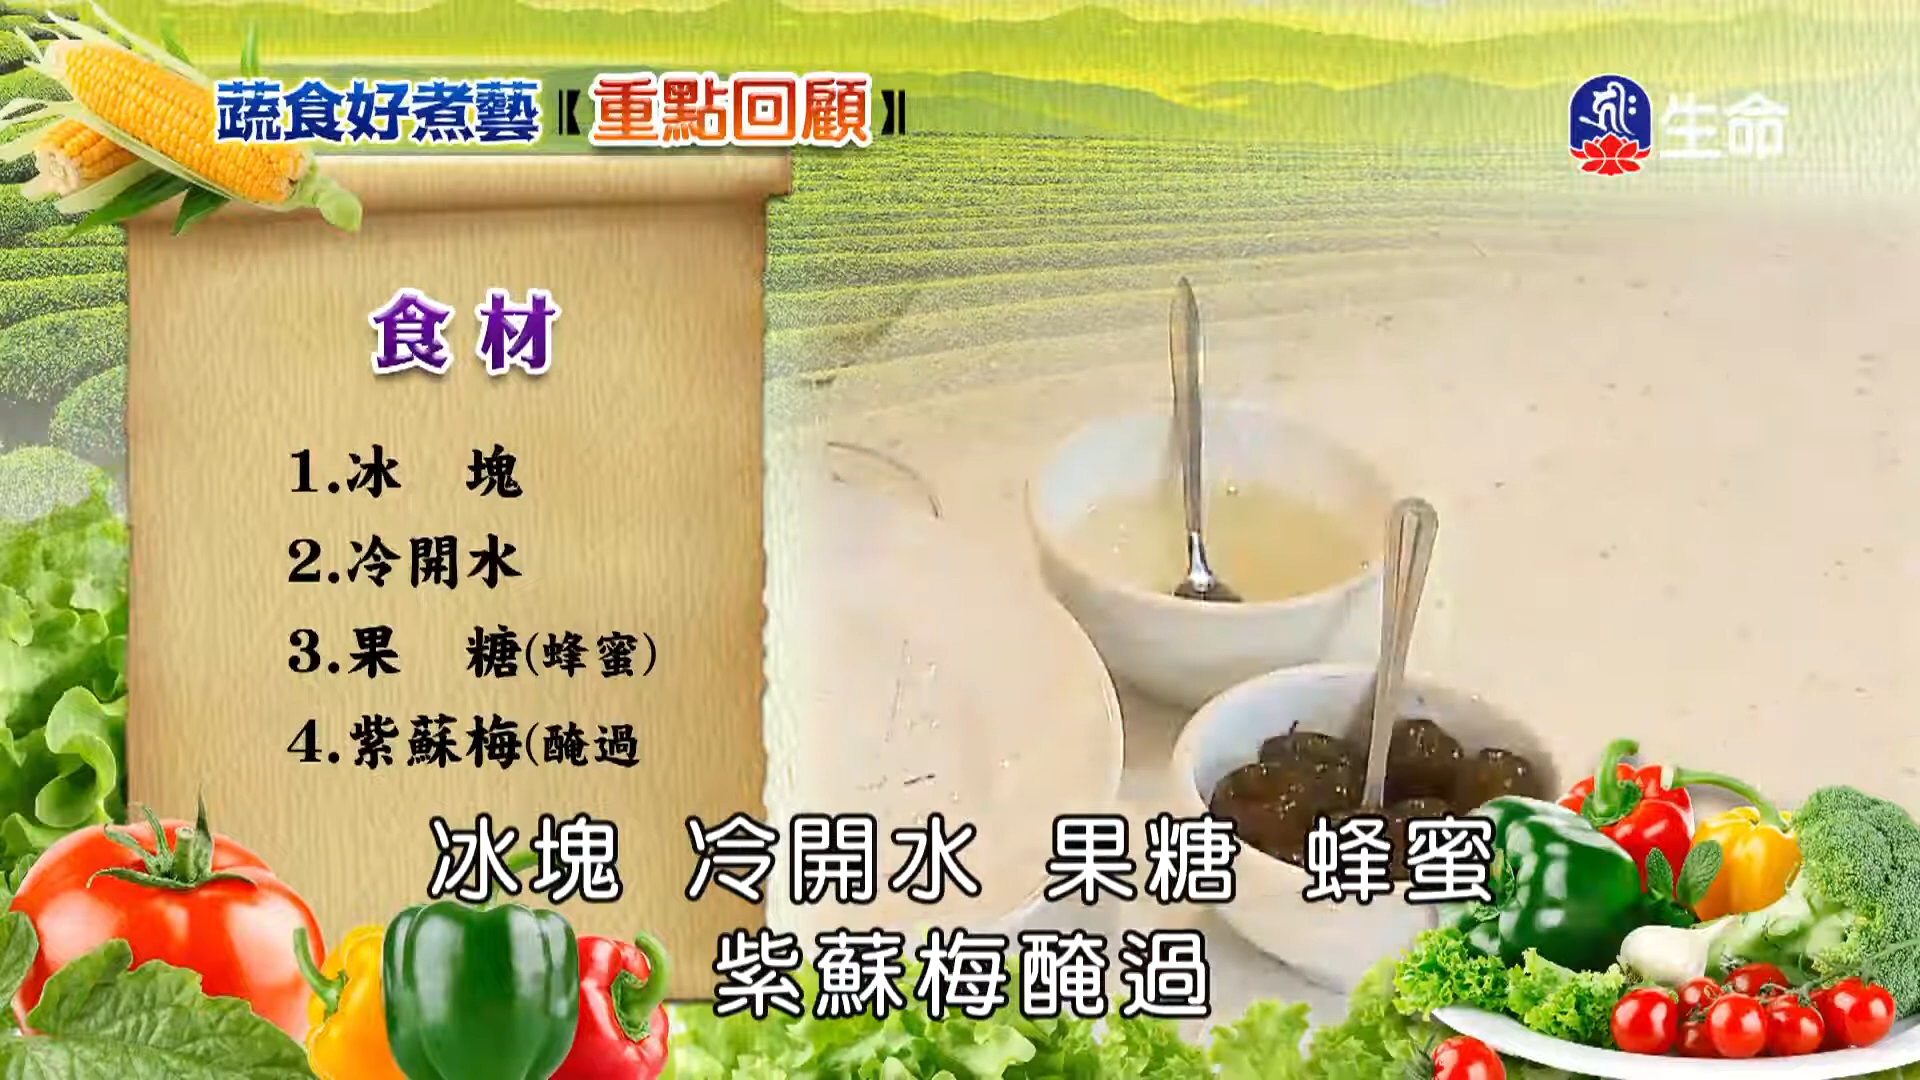 蔬食好煮藝【重點回顧】
生命
食材
1.冰　塊
2.冷開水
3.果　糖(蜂蜜)
4.紫蘇梅(醃過
冰塊 冷開水 果糖 蜂蜜
紫蘇梅醃過